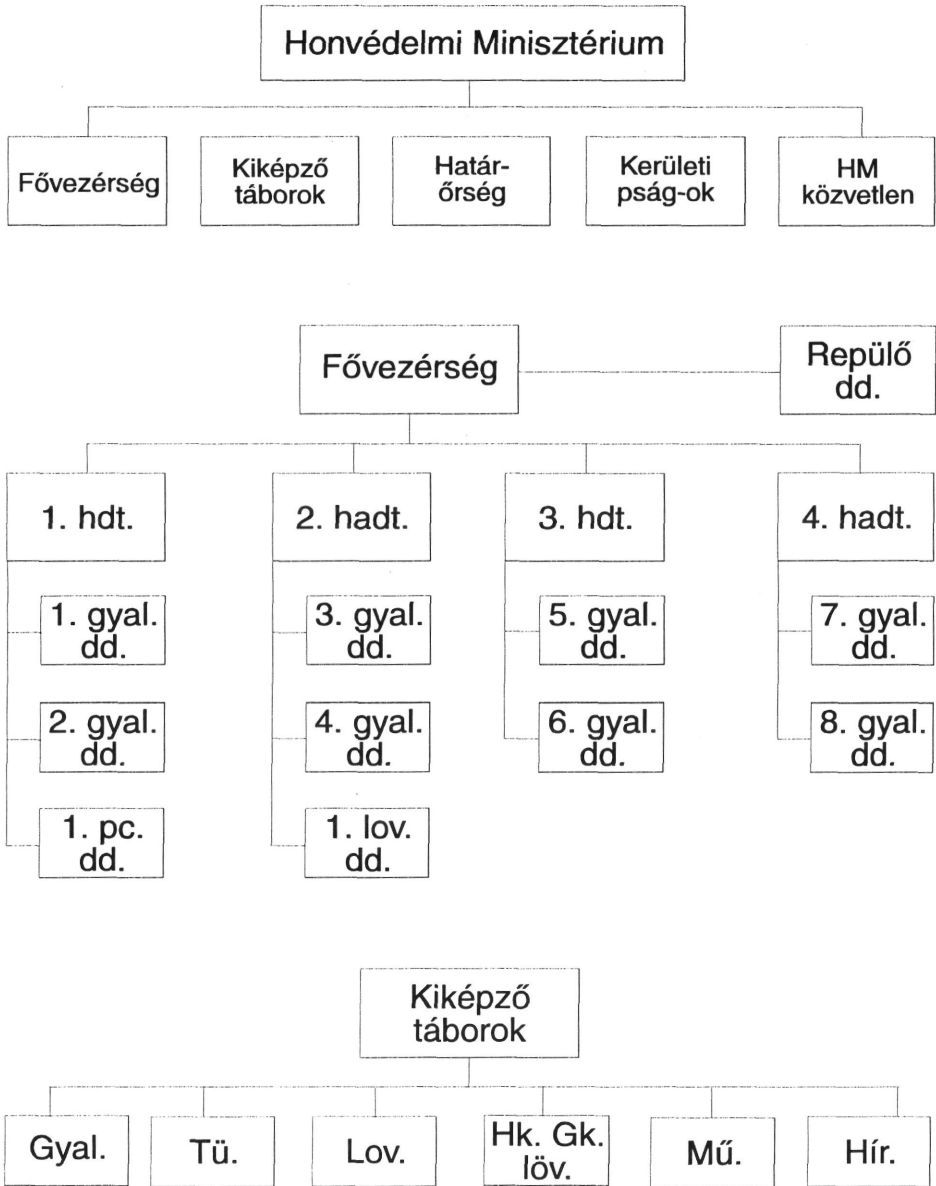 Honvédelmi Minisztérium
Fővezérség
Kiképző
táborok
Határ-
őrség
Kerületi
pság-ok
HM
közvetlen
Fővezérség
Repülő
dd.
1. hdt.
2. hadt.
3. hdt.
4. hadt.
1. gyal.
dd.
3. gyal.
dd.
5. gyal.
dd.
7. gyal.
dd.
2. gyal.
dd.
4. gyal.
dd.
6. gyal.
dd.
8. gyal.
dd.
1. pc.
dd.
1. lov.
dd.
Kiképző
táborok
Gyal.
Tü.
Lov.
Hk. Gk.
löv.
Mű.
Hír.